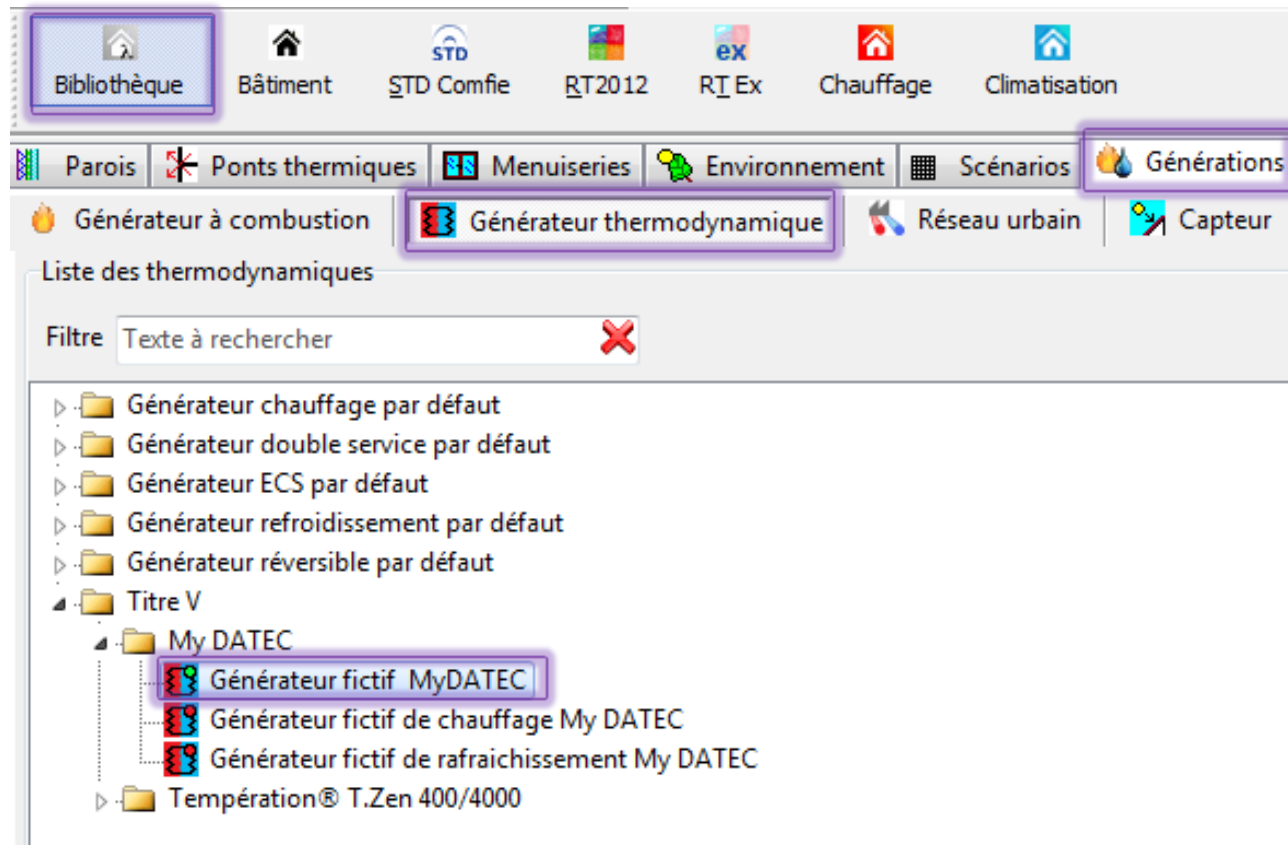 STD ex
Bibliothèque Bâtiment STD Comfie RT2012 RT Ex Chauffage Climatisation
Parois Ponts thermiques Menuiseries Environnement Scénarios Générations
Générateur à combustion Générateur thermodynamique Réseau urbain Capteur
Liste des thermodynamiques
Filtre Texte à rechercher
Générateur chauffage par défaut
Générateur double service par défaut
Générateur ECS par défaut
Générateur refroidissement par défaut
Générateur réversible par défaut
Titre V
My DATEC
Générateur fictif MyDATEC
Générateur fictif de chauffage My DATEC
Générateur fictif de rafraichissement My DATEC
Températion® T.Zen 400/4000